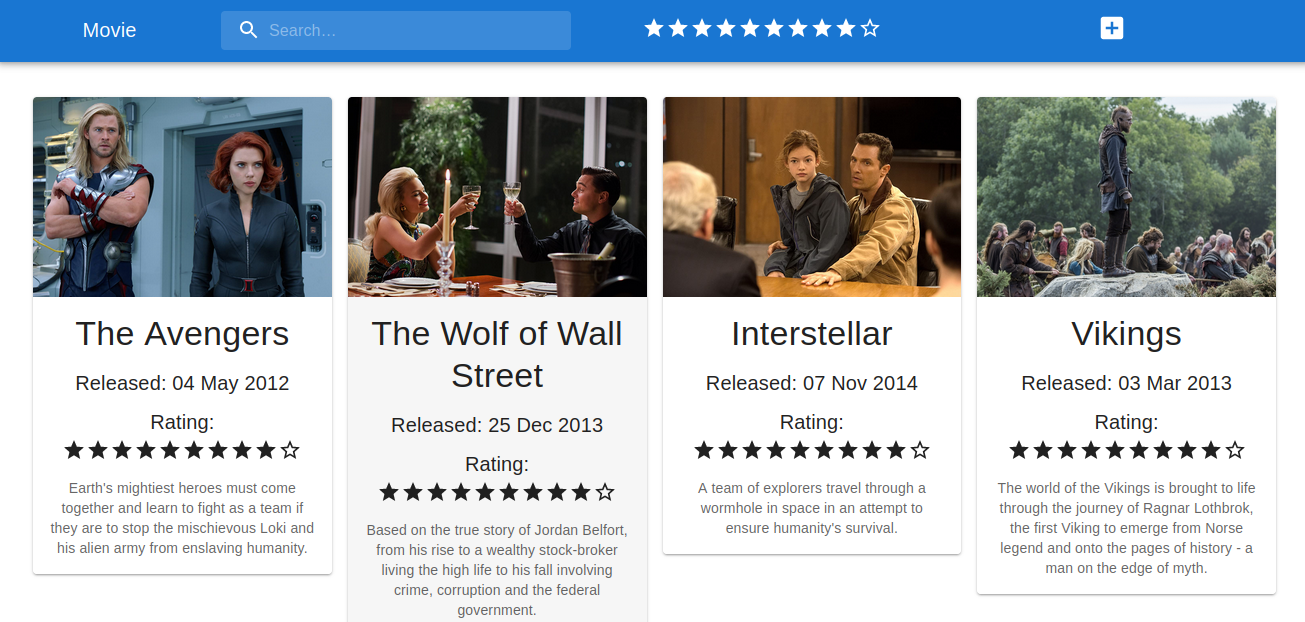 Movie
Search…
The Avengers
Released: 04 May 2012
Rating:
Earth's mightiest heroes must come
together and learn to fight as a team if
they are to stop the mischievous Loki and
his alien army from enslaving humanity.
The Wolf of Wall
Street
Released: 25 Dec 2013
Rating:
Based on the true story of Jordan Belfort,
from his rise to a wealthy stock-broker
living the high life to his fall involving
crime, corruption and the federal
government.
Interstellar
Released: 07 Nov 2014
Rating:
A team of explorers travel through a
wormhole in space in an attempt to
ensure humanity's survival.
Vikings
Released: 03 Mar 2013
Rating:
The world of the Vikings is brought to life
through the journey of Ragnar Lothbrok,
the first Viking to emerge from Norse
legend and onto the pages of history - a
man on the edge of myth.